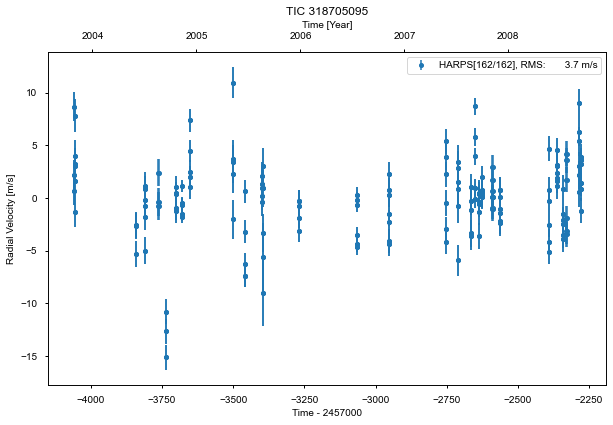 TIC 318705095
Time [Year]
2004 2005 2006 2007 2008
HARPS[162/162], RMS: 3.7 m/s
10
5
0
−5
−10
−15
Radial Velocity [m/s]
−4000 −3750 −3500 −3250 −3000 −2750 −2500 −2250
Time - 2457000